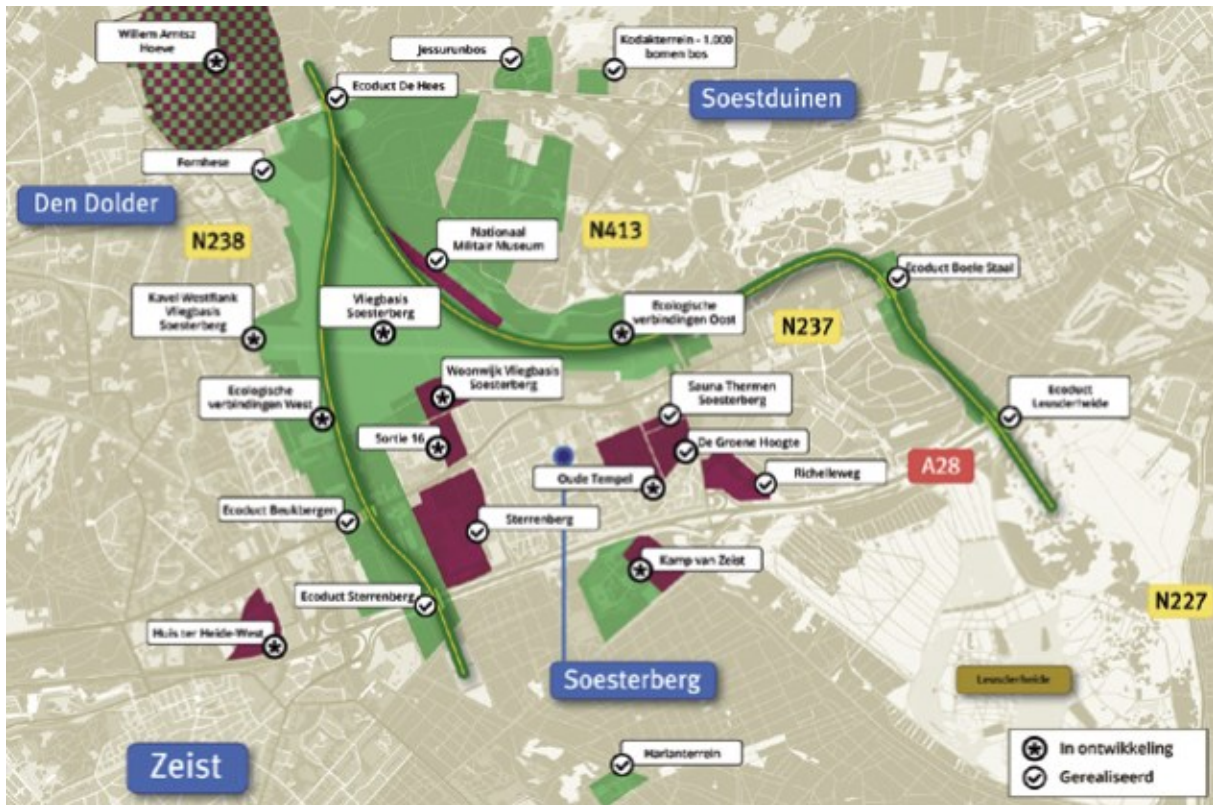 Willem Arntsz
Hoeve
Jessurunbos
Kodakterrein - 1.000
bomen bos
Ecoduct De Hees
Soestduinen
Fornhese
Den Dolder
N238
Nationaal
Militair Museum
N413
Ecoduct Boele Staal
Kavel Westflank
Vliegbasis
Soesterberg
Vliegbasis
Soesterberg
Ecologische
verbindingen Oost
N237
Woonwijk Vliegbasis
Soesterberg
Ecologische
verbindingen West
Sauna Thermen
Soesterberg
Ecoduct
Leusderheide
Sortie 16
De Groene Hoogte
A28
Oude Tempel
Richelleweg
Ecoduct Beukbergen
Sterrenberg
Kamp van Zeist
Ecoduct Sterrenberg
N227
Huis ter Heide-West
Soesterberg
Leusderheide
Zeist
Harlanterrein
In ontwikkeling
Gerealiseerd